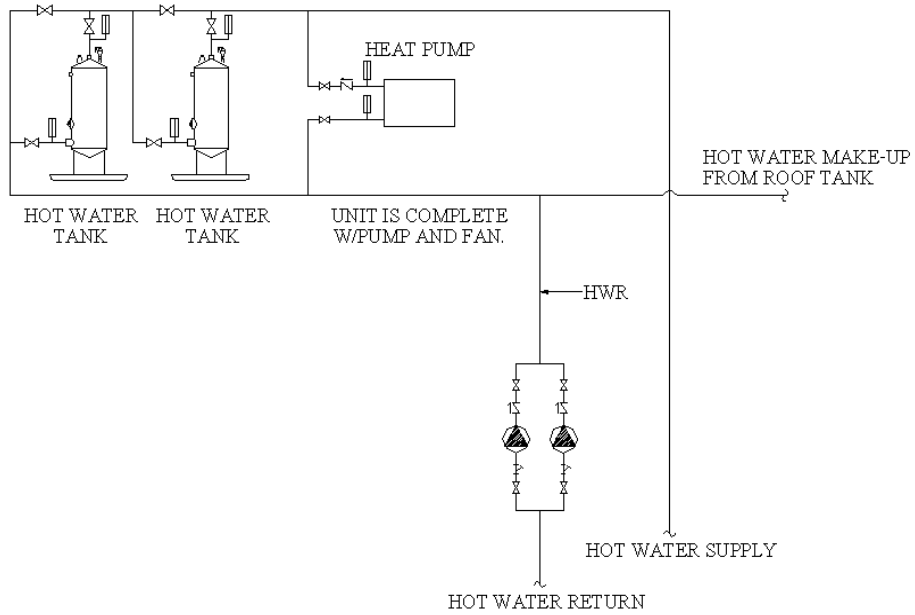 HEAT PUMP
HOT WATER MAKE-UP
FROM ROOF TANK
HOT WATER
TANK
HOT WATER
TANK
UNIT IS COMPLETE
W/PUMP AND FAN.
HWR
HOT WATER SUPPLY
HOT WATER RETURN